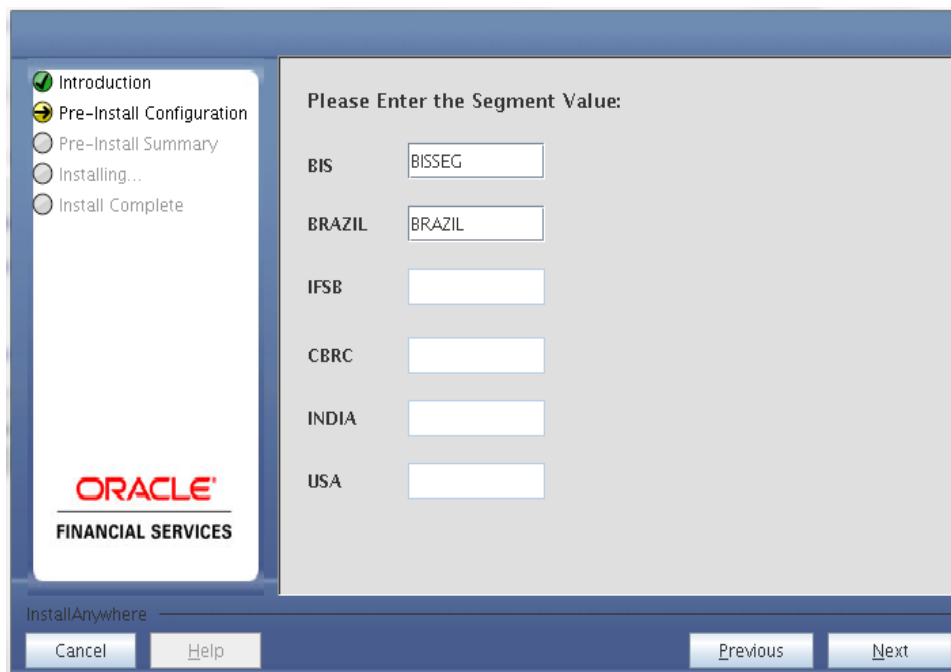 Introduction
Pre-Install Configuration
Pre-Install Summary
Installing...
Install Complete
ORACLE®
FINANCIAL SERVICES
Please Enter the Segment Value:
BIS BISSEG
BRAZIL BRAZIL
IFSB
CBRC
INDIA
USA
InstallAnywhere
Cancel Help Previous Next